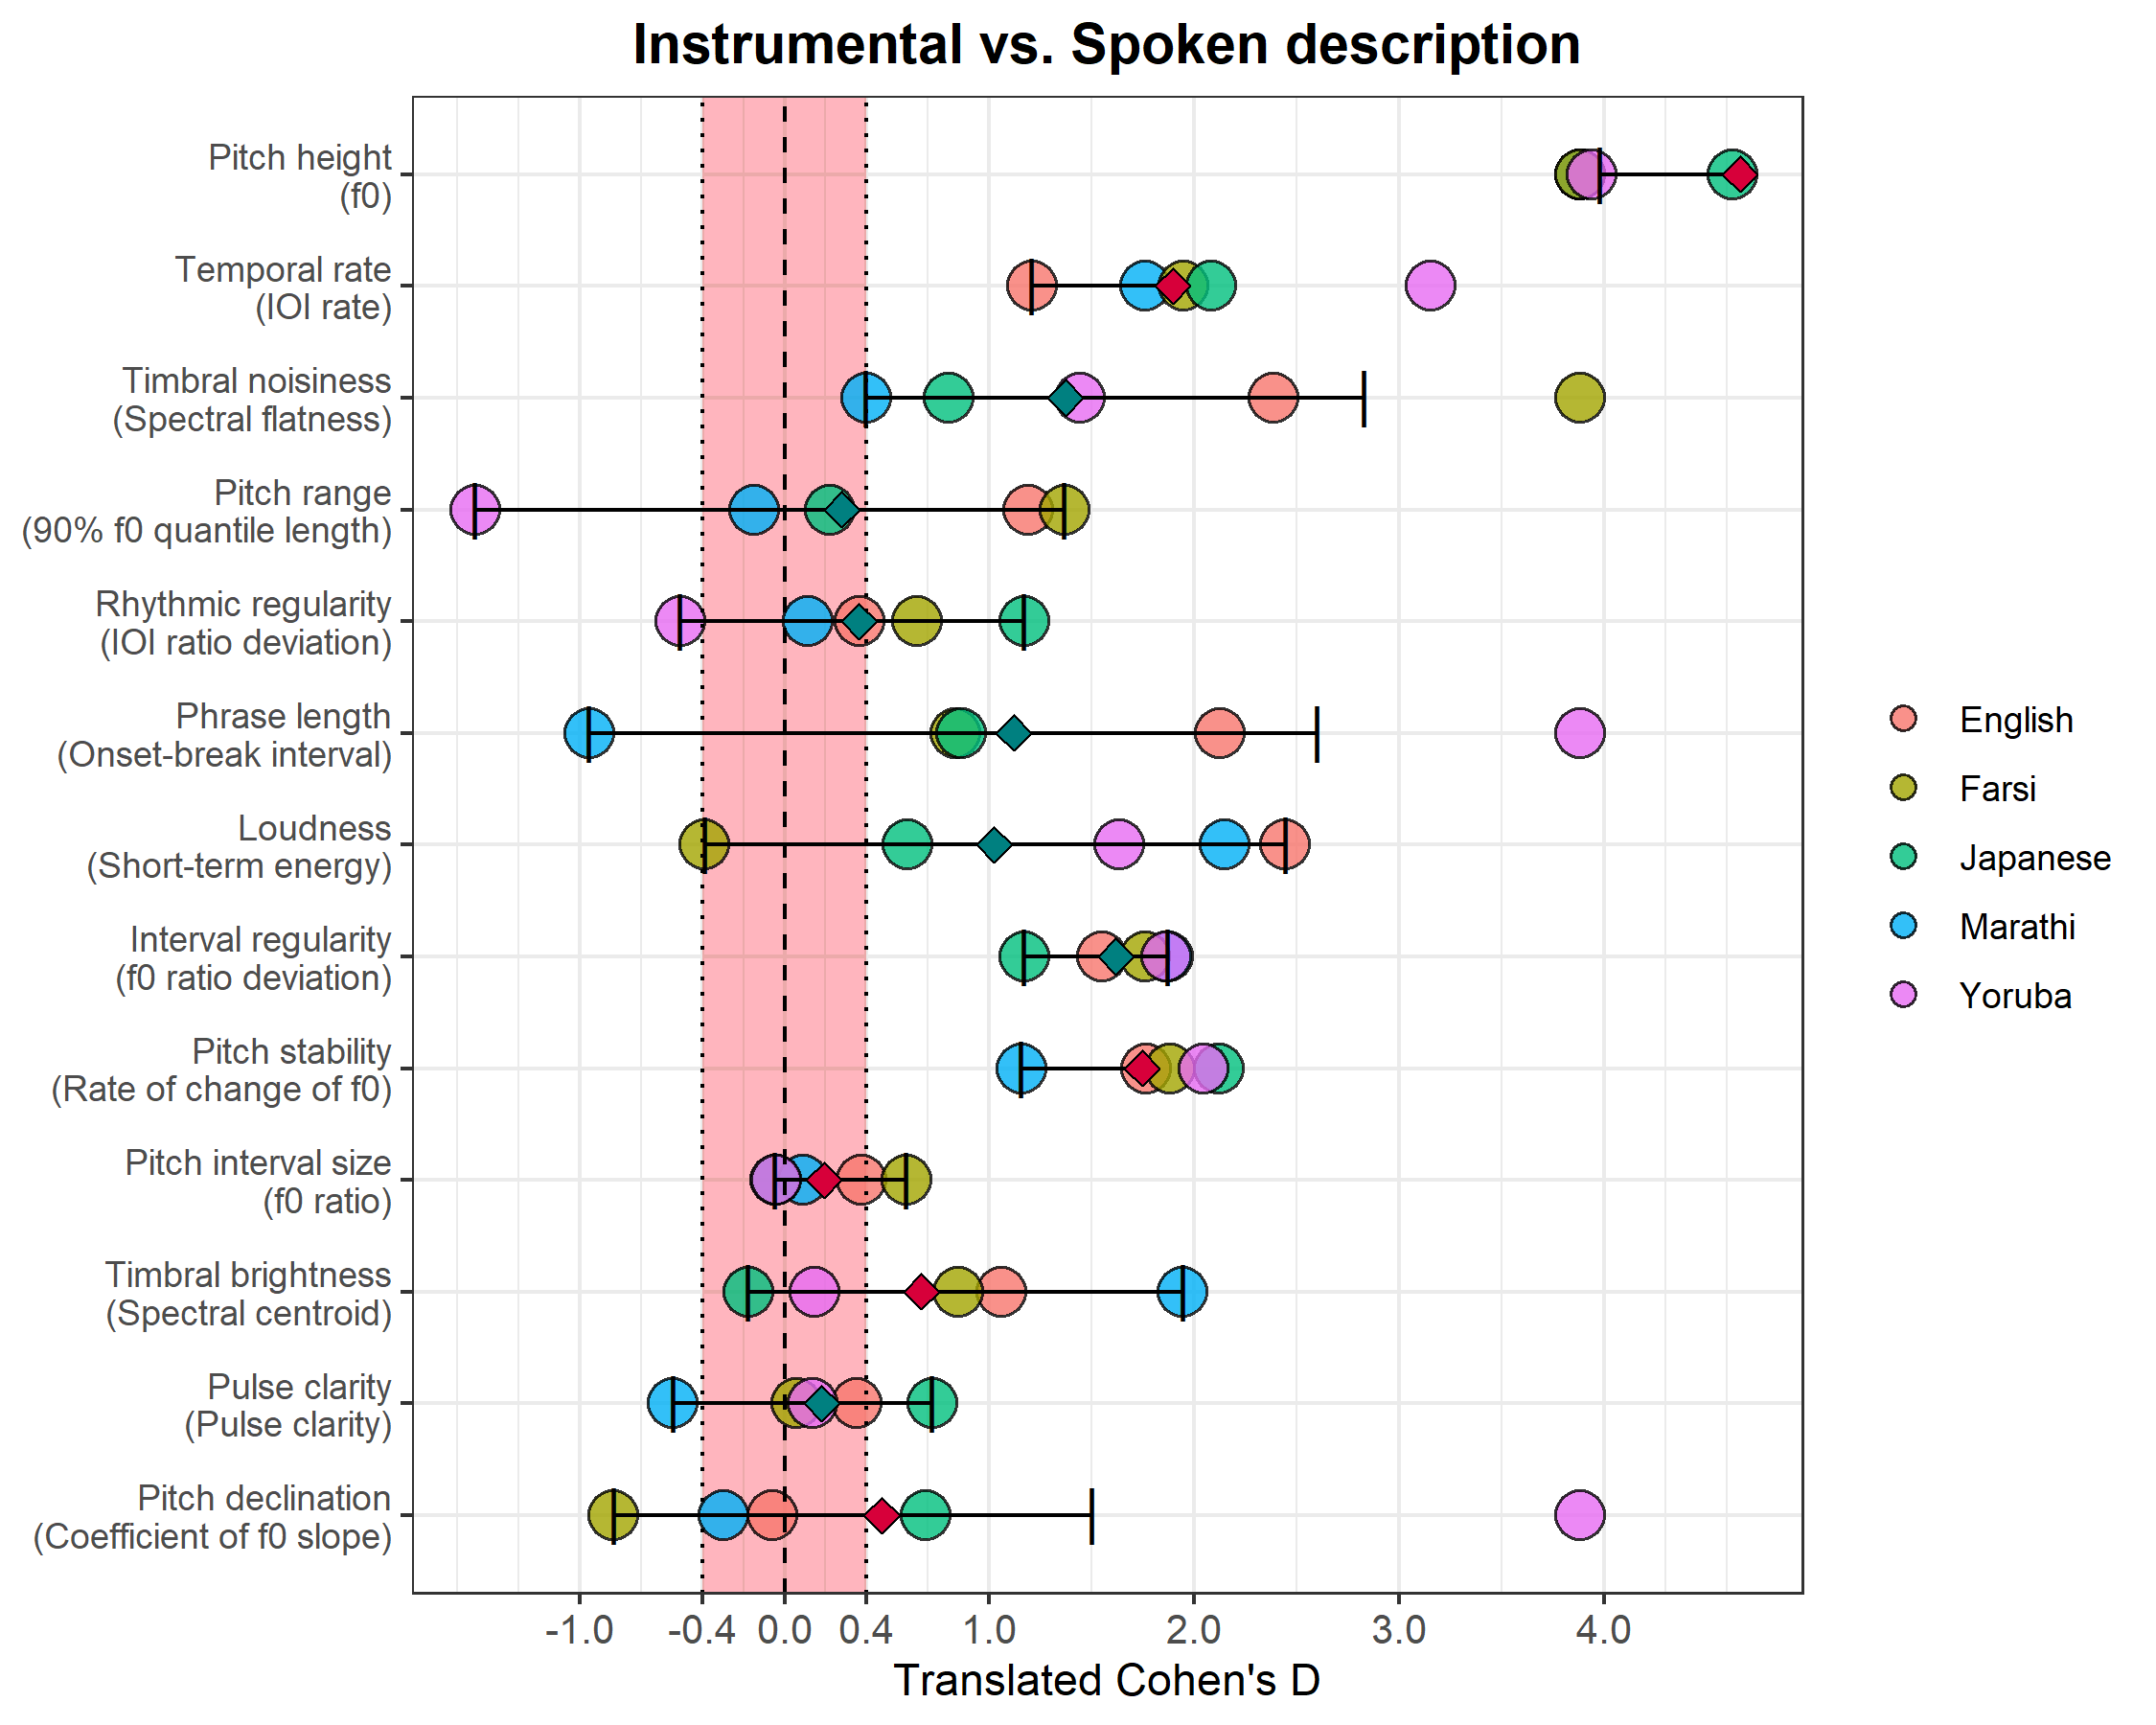 Instrumental vs. Spoken description
Pitch height
(f0)
Temporal rate
(IOI rate)
Timbral noisiness
(Spectral flatness)
Pitch range
(90% f0 quantile length)
Rhythmic regularity
(IOI ratio deviation)
Phrase length
(Onset-break interval)
Loudness
(Short-term energy)
Interval regularity
(f0 ratio deviation)
Pitch stability
(Rate of change of f0)
Pitch interval size
(f0 ratio)
Timbral brightness
(Spectral centroid)
Pulse clarity
(Pulse clarity)
Pitch declination
(Coefficient of f0 slope)
-1.0 -0.4 0.0 0.4 1.0 2.0 3.0 4.0
Translated Cohen's D
English
Farsi
Japanese
Marathi
Yoruba